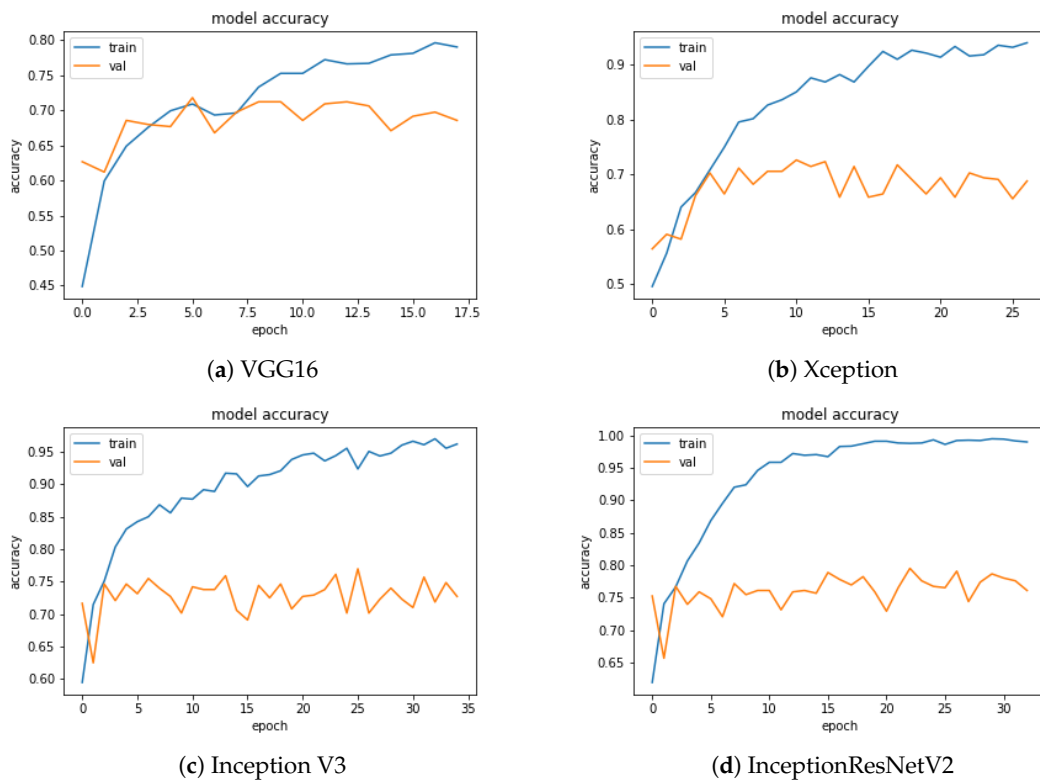 model accuracy
train
val
accuracy
0.80
0.75
0.70
0.65
0.60
0.55
0.50
0.45
0.0 2.5 5.0 7.5 10.0 12.5 15.0 17.5
epoch
(a) VGG16
model accuracy
train
val
accuracy
0.9
0.8
0.7
0.6
0.5
0 5 10 15 20 25
epoch
(b) Xception
model accuracy
train
val
accuracy
0.95
0.90
0.85
0.80
0.75
0.70
0.65
0.60
0 5 10 15 20 25 30 35
epoch
(c) Inception V3
model accuracy
train
val
accuracy
1.00
0.95
0.90
0.85
0.80
0.75
0.70
0.65
0 5 10 15 20 25 30
epoch
(d) InceptionResNetV2